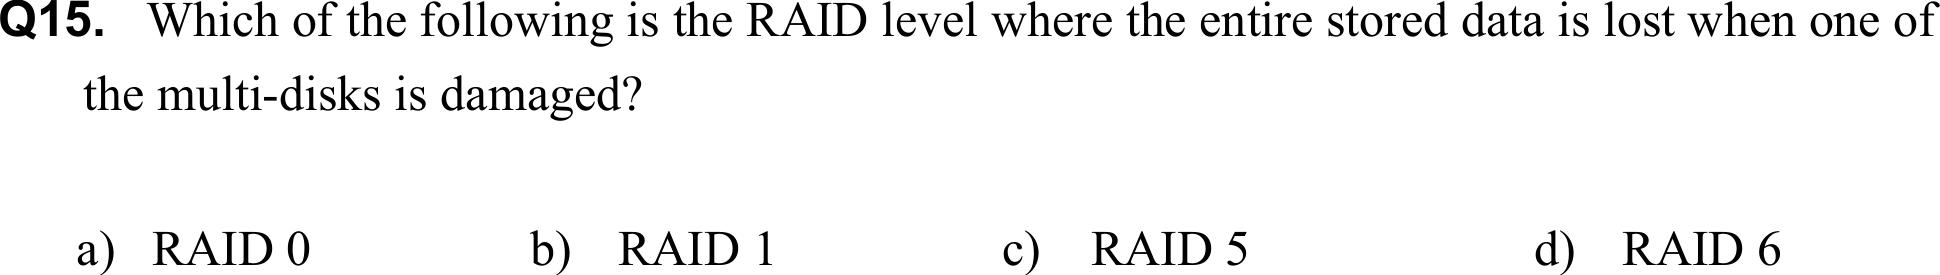 Q15. Which of the following is the RAID level where the entire stored data is lost when one of
the multi-disks is damaged?
a) RAID 0 b) RAID 1 c) RAID 5 d) RAID 6